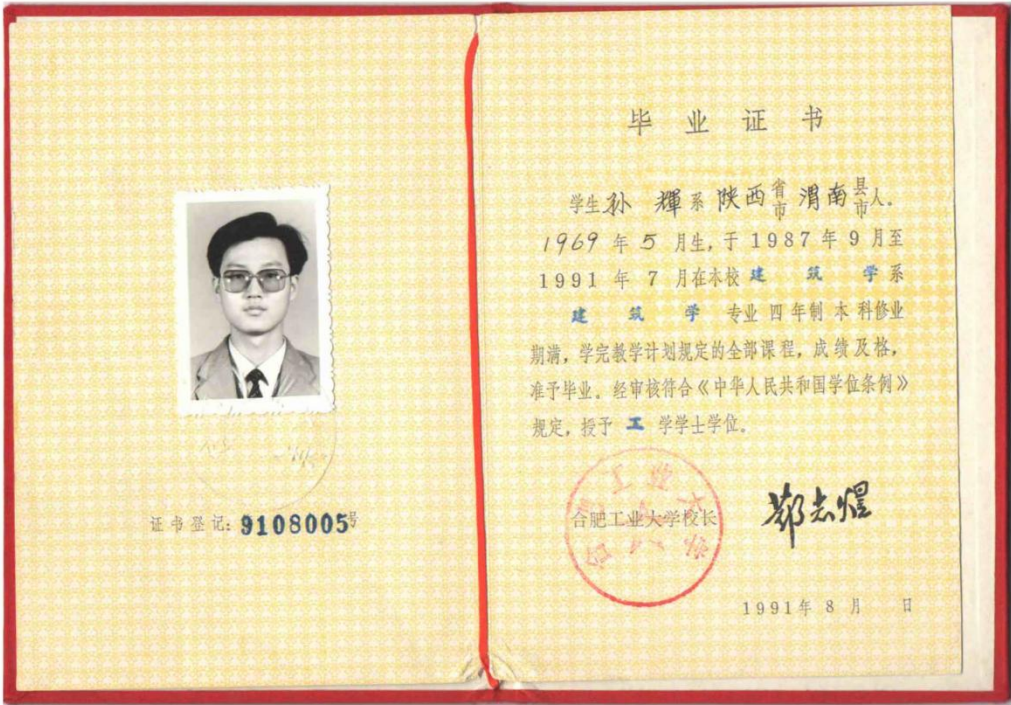 证书登记：9108005号
毕业证书
学生孙 輝系陕西省市渭南县市人。
1969年5月生，于1987年9月至
1991年7月在本校建筑学系
建筑学 专业四年制本科修业
期满，学完教学计划规定的全部课程，成绩及格，
准予毕业。经审核符合《中华人民共和国学位条例》
规定，授予 工 学学士学位。
合肥工业大学
合肥工业大学校长
1991年8月 日